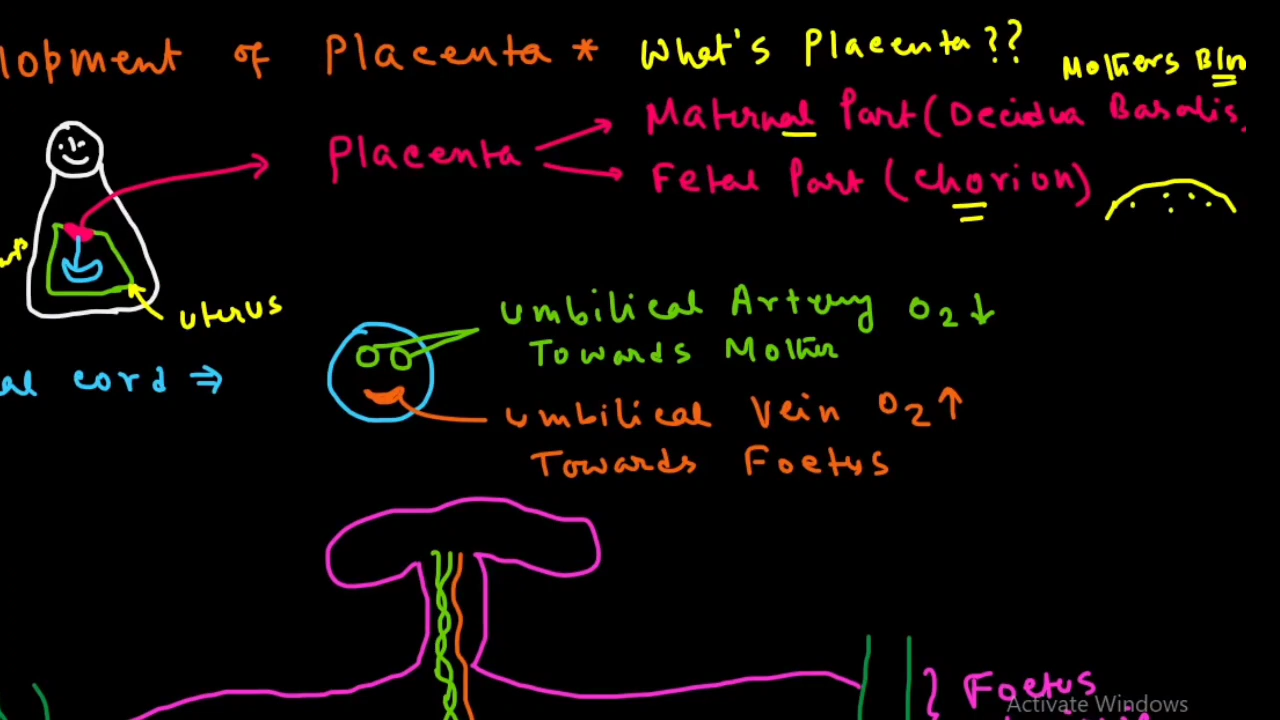 lopment of Placenta * What's Placenta??
Mothers Bln
Maternal Part (Decidua Basalis
Placenta
Fetal Part (Chorion)
uterus
umbilical Artery O2↓
Towards Mother
al cord ⇒
umbilical vein O2↑
Towards Foetus
} Foetus
Activate Windows